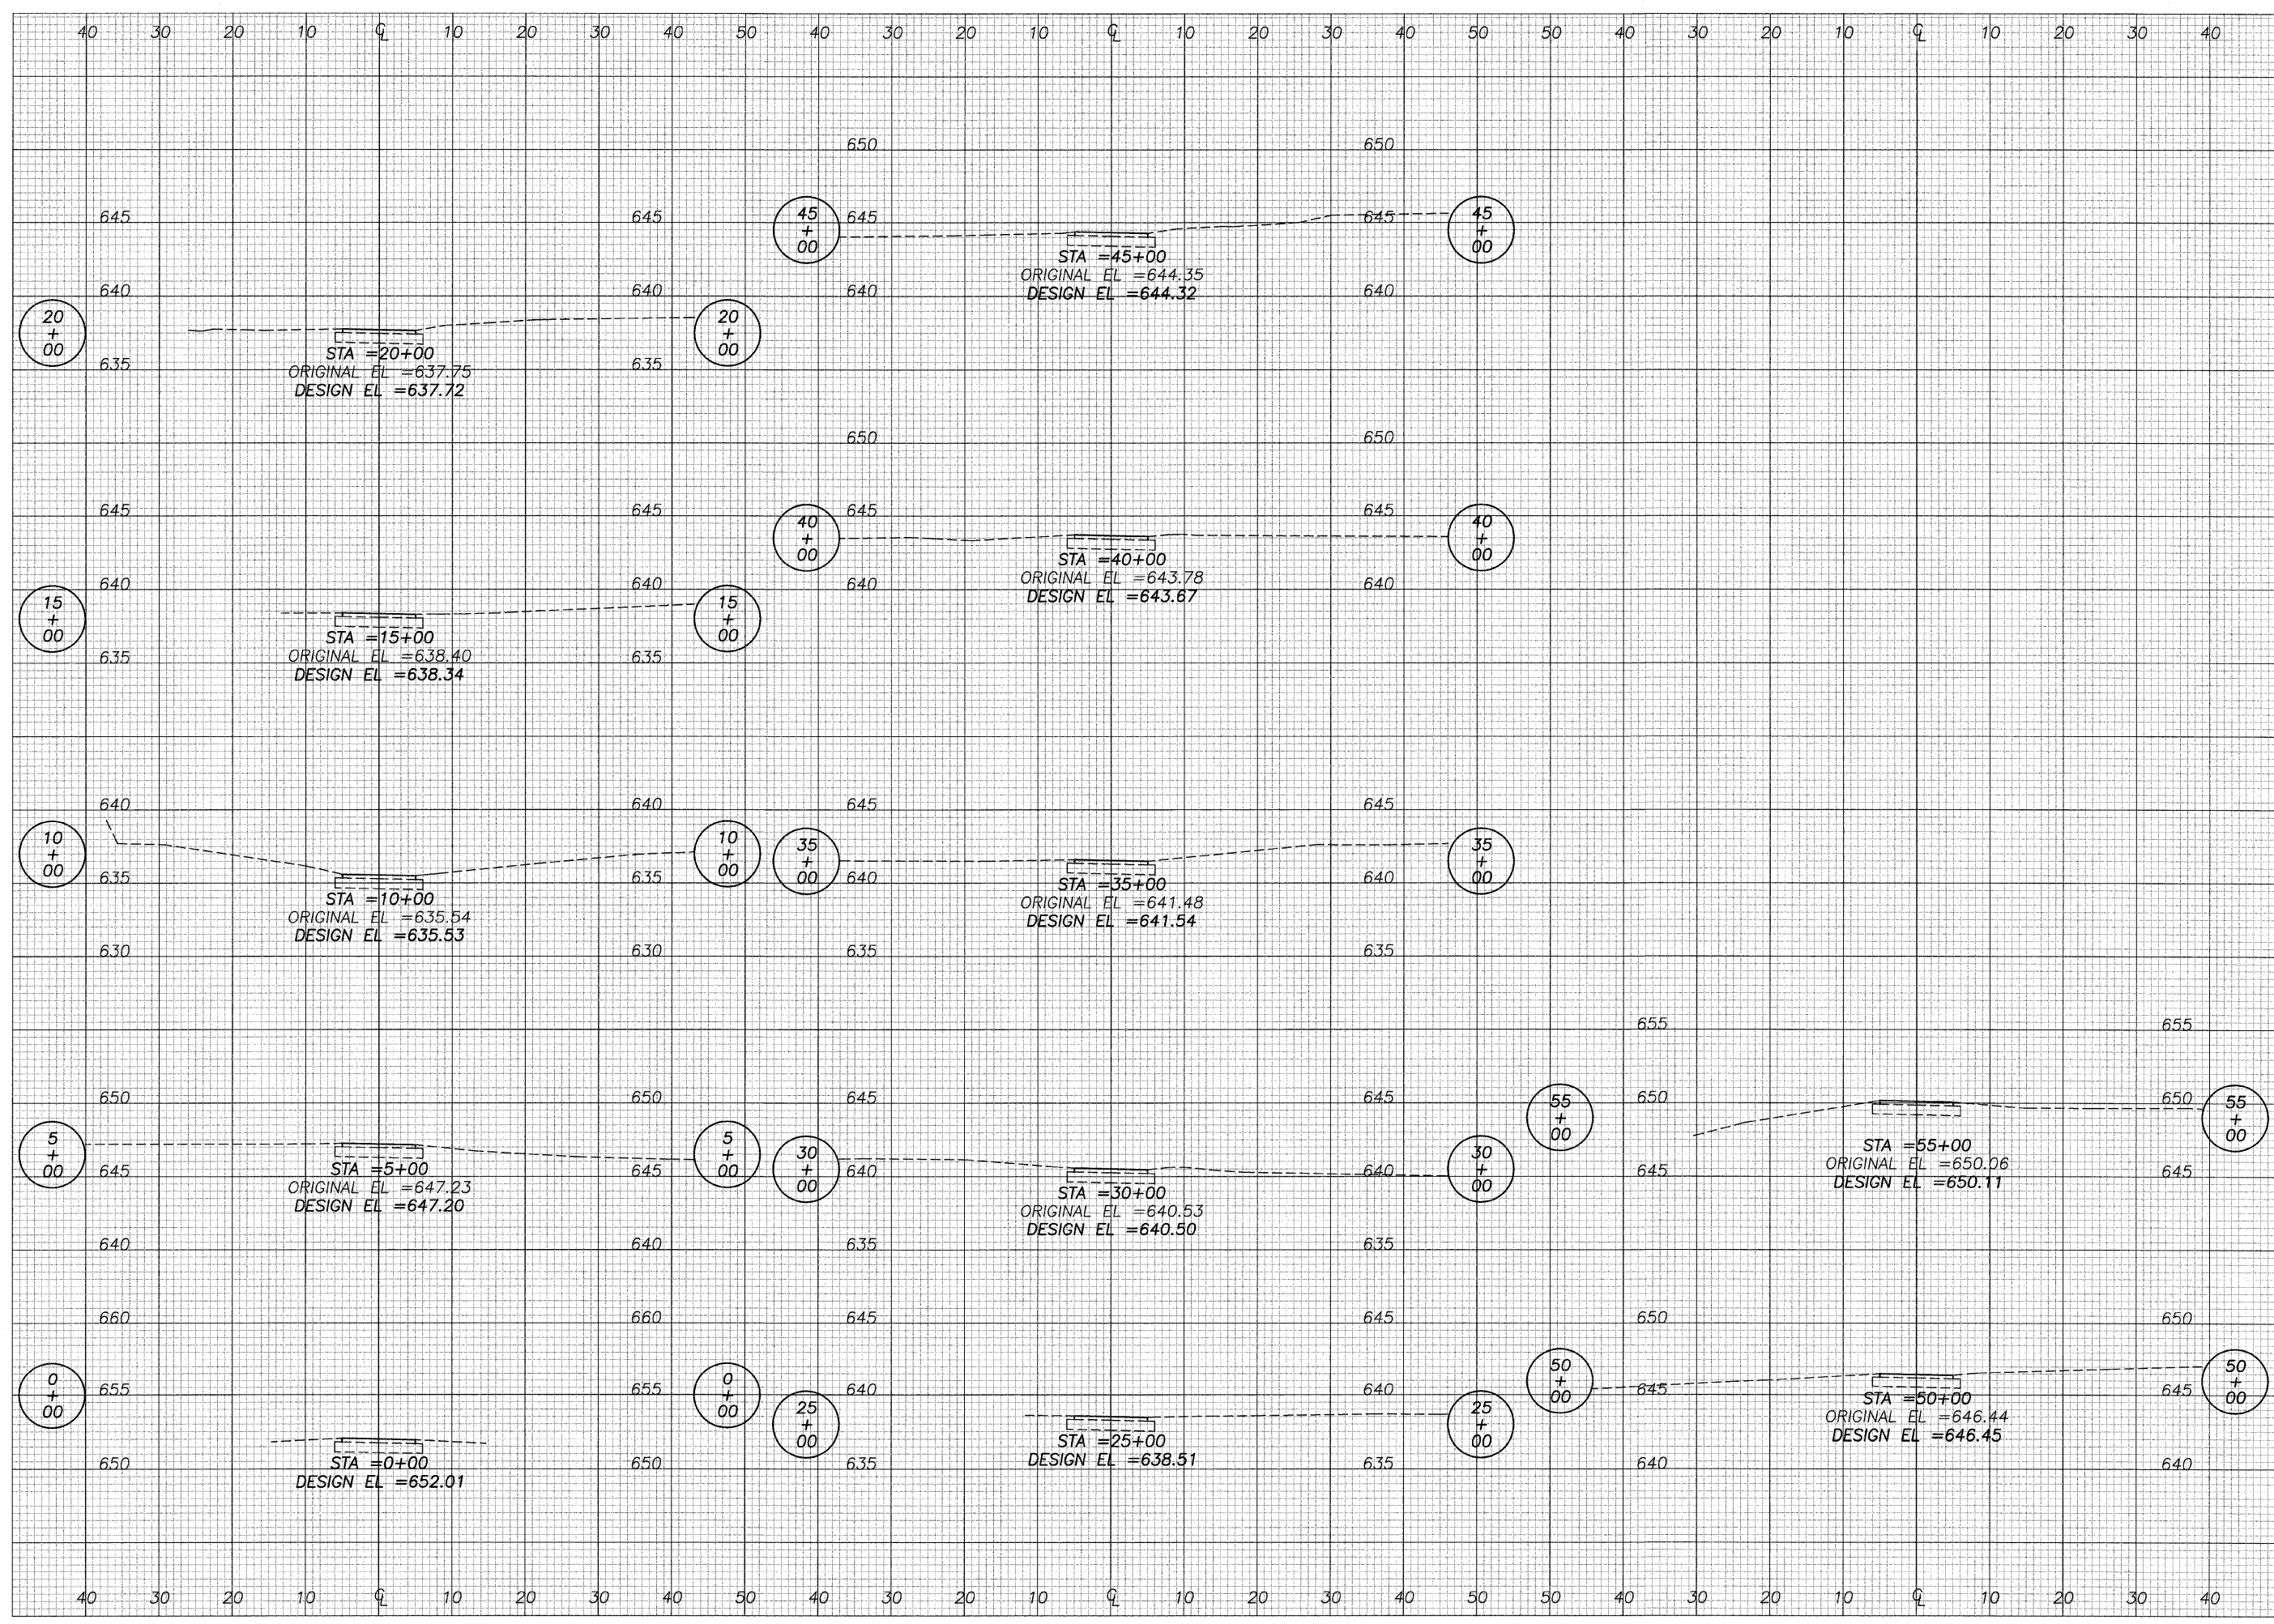 40 30 20 10 ℄ 10 20 30 40 50 40 30 20 10 ℄ 10 20 30 40 50 50 40 30 20 10 ℄ 10 20 30 40
645 645
640 640
20 + 00
20 + 00
635 635
STA =20+00
ORIGINAL EL =637.75
DESIGN EL =637.72
645 645
640 640
15 + 00
15 + 00
635 635
STA =15+00
ORIGINAL EL =638.40
DESIGN EL =638.34
640 640
10 + 00
10 + 00
635 635
STA =10+00
ORIGINAL EL =635.54
DESIGN EL =635.53
630 630
650 650
5 + 00
5 + 00
645 645
STA =5+00
ORIGINAL EL =647.23
DESIGN EL =647.20
640 640
660 660
0 + 00
0 + 00
655 655
650 650
STA =0+00
DESIGN EL =652.01
650 650
45 + 00
45 + 00
645 645
STA =45+00
ORIGINAL EL =644.35
DESIGN EL =644.32
640 640
650 650
645 645
40 + 00
40 + 00
STA =40+00
ORIGINAL EL =643.78
DESIGN EL =643.67
640 640
645 645
35 + 00
35 + 00
640 640
STA =35+00
ORIGINAL EL =641.48
DESIGN EL =641.54
635 635
645 645
30 + 00
30 + 00
640
STA =30+00
ORIGINAL EL =640.53
DESIGN EL =640.50
635 635
645 645
640 640
25 + 00
25 + 00
STA =25+00
DESIGN EL =638.51
635 635
655 655
650 650
55 + 00
55 + 00
STA =55+00
ORIGINAL EL =650.06
DESIGN EL =650.11
645 645
650 650
50 + 00
50 + 00
645 645
STA =50+00
ORIGINAL EL =646.44
DESIGN EL =646.45
640 640
40 30 20 10 ℄ 10 20 30 40 50 40 30 20 10 ℄ 10 20 30 40 50 50 40 30 20 10 ℄ 10 20 30 40